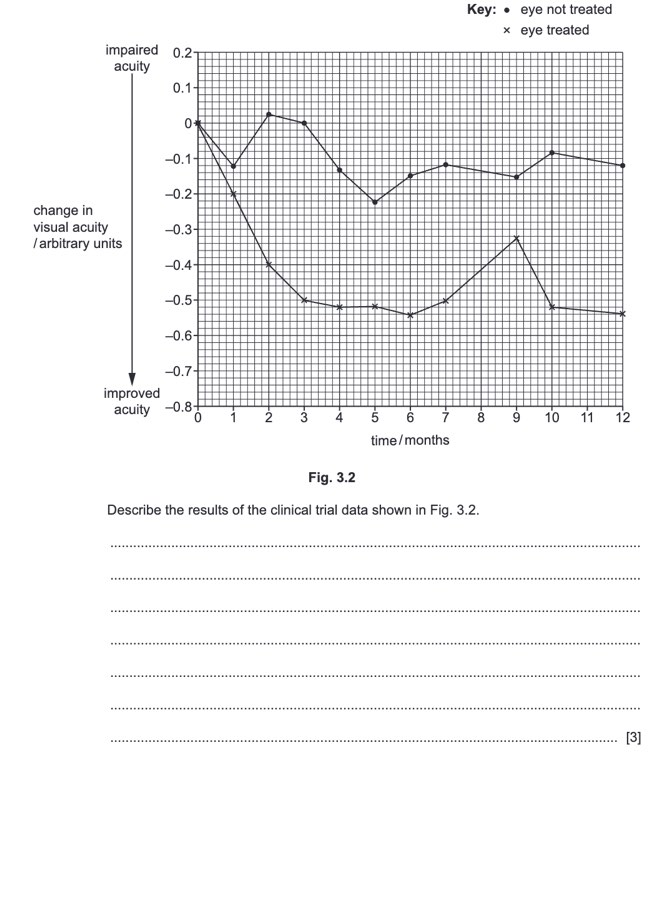 Key: • eye not treated
× eye treated
impaired
acuity
change in
visual acuity
/ arbitrary units
improved
acuity
0.2
0.1
0
–0.1
–0.2
–0.3
–0.4
–0.5
–0.6
–0.7
–0.8
0 1 2 3 4 5 6 7 8 9 10 11 12
time / months
Fig. 3.2
Describe the results of the clinical trial data shown in Fig. 3.2.
[3]